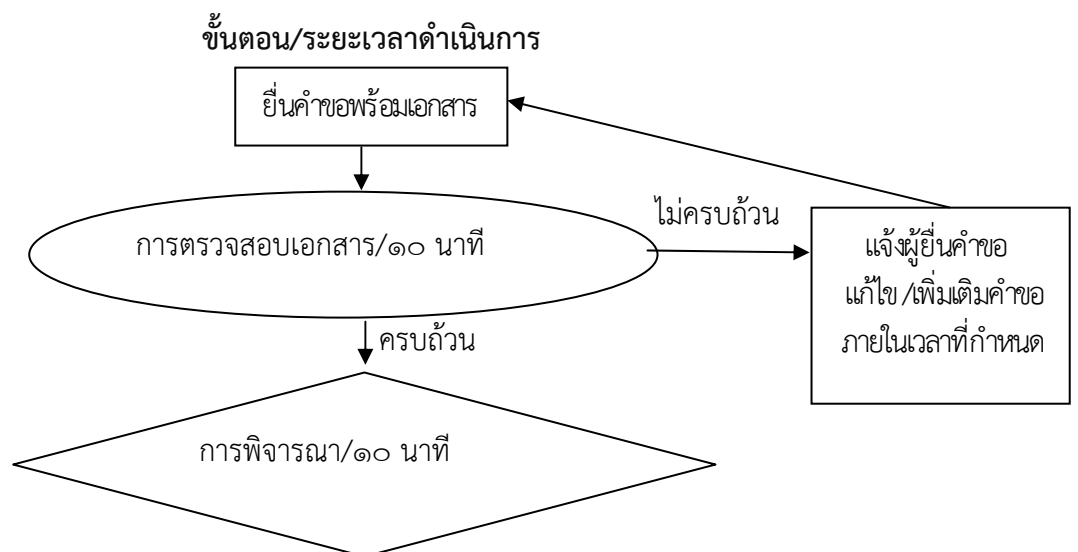 ขั้นตอน/ระยะเวลาดำเนินการ
ยื่นคำขอพร้อมเอกสาร
การตรวจสอบเอกสาร/๑๐ นาที
ไม่ครบถ้วน
แจ้งผู้ยื่นคำขอ
แก้ไข/เพิ่มเติมคำขอ
ภายในเวลาที่กำหนด
ครบถ้วน
การพิจารณา/๑๐ นาที